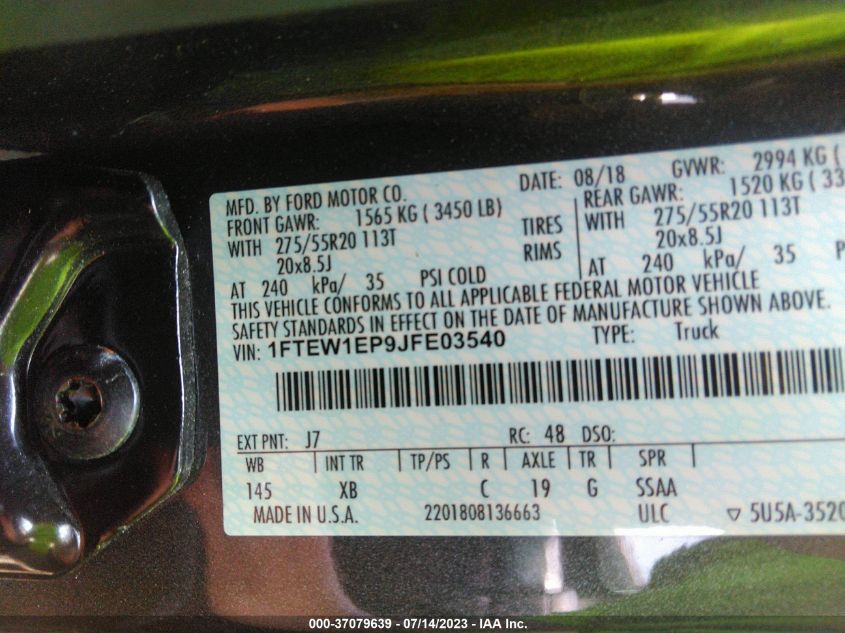 MFD. BY FORD MOTOR CO. DATE: 08/18 GVWR: 2994 KG (
FRONT GAWR: 1565 KG ( 3450 LB) REAR GAWR: 1520 KG (
WITH 275/55R20 113T TIRES WITH 275/55R20 113T
20x8.5J RIMS 20x8.5J
AT 240 kPa/ 35 PSI COLD AT 240 kPa/ 35
THIS VEHICLE CONFORMS TO ALL APPLICABLE FEDERAL MOTOR VEHICLE
SAFETY STANDARDS IN EFFECT ON THE DATE OF MANUFACTURE SHOWN ABOVE.
VIN: 1FTEW1EP9JFE03540 TYPE: Truck
EXT PNT: J7 RC: 48 DSO:
WB INT TR TP/PS R AXLE TR SPR
145 XB C 19 G SSAA
MADE IN U.S.A. 2201808136663 ULC ▽ 5U5A-3520
000-37079639 - 07/14/2023 - IAA Inc.